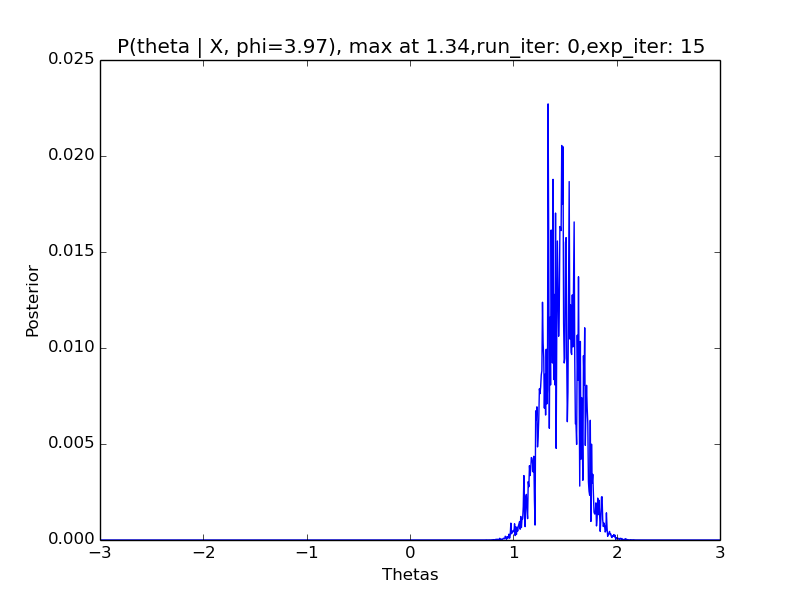 P(theta | X, phi=3.97), max at 1.34,run_iter: 0,exp_iter: 15
0.025
0.020
0.015
0.010
0.005
0.000
Posterior
−3 −2 −1 0 1 2 3
Thetas